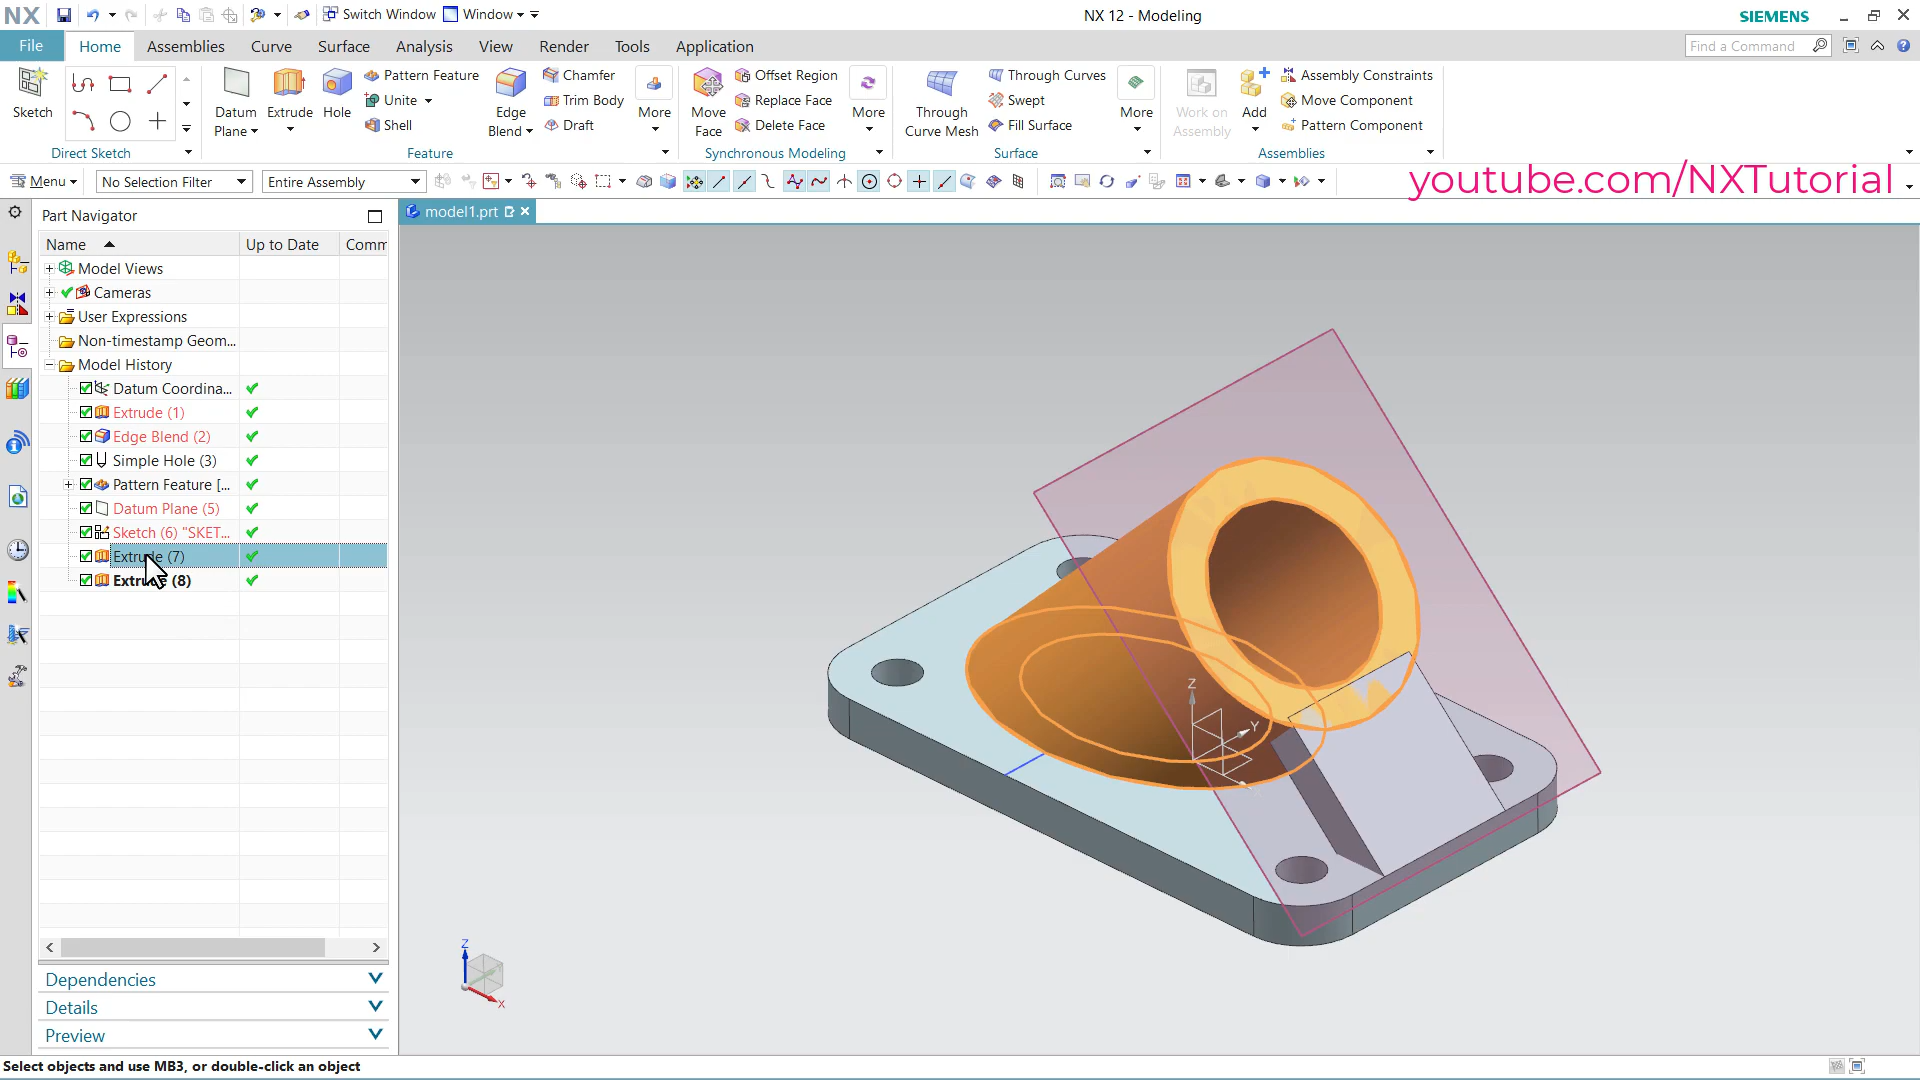 NX Switch Window Window NX 12 - Modeling SIEMENS
File Home Assemblies Curve Surface Analysis View Render Tools Application Find a Command
Sketch
Direct Sketch
Datum Plane
Extrude
Hole
Pattern Feature
Unite
Shell
Edge Blend
Chamfer
Trim Body
Draft
More
Feature
Move Face
Offset Region
Replace Face
Delete Face
More
Synchronous Modeling
Through Curve Mesh
Through Curves
Swept
Fill Surface
More
Surface
Work on Assembly
Add
Assembly Constraints
Move Component
Pattern Component
Assemblies
Menu No Selection Filter Entire Assembly
youtube.com/NXTutorial
Part Navigator
model1.prt
Name Up to Date Comm
Model Views
Cameras
User Expressions
Non-timestamp Geom...
Model History
Datum Coordina...
Extrude (1)
Edge Blend (2)
Simple Hole (3)
Pattern Feature [...
Datum Plane (5)
Sketch (6) "SKET...
Extrude (7)
Extrude (8)
Z
Y
Z
X
Dependencies
Details
Preview
Select objects and use MB3, or double-click an object